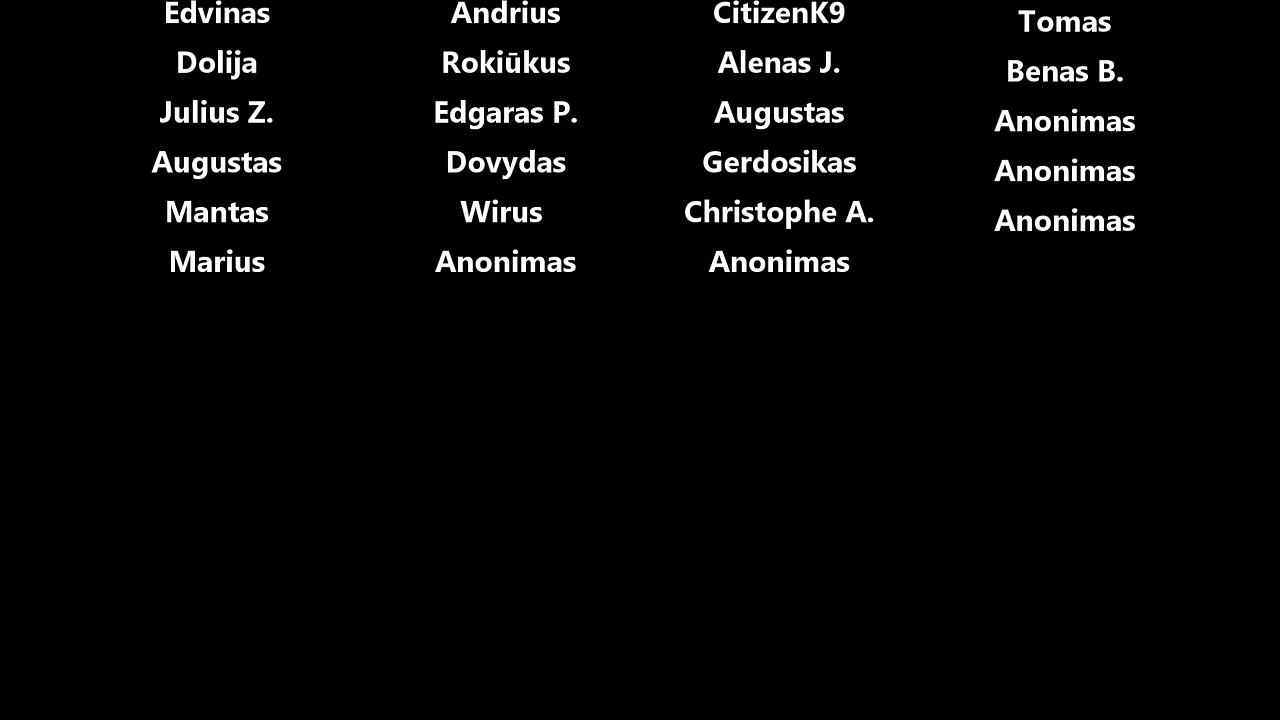 Edvinas
Dolija
Julius Z.
Augustas
Mantas
Marius
Andrius
Rokiūkus
Edgaras P.
Dovydas
Wirus
Anonimas
CitizenK9
Alenas J.
Augustas
Gerdosikas
Christophe A.
Anonimas
Tomas
Benas B.
Anonimas
Anonimas
Anonimas